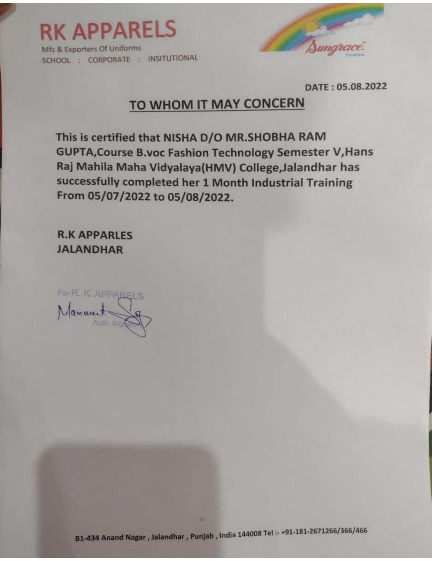 RK APPARELS
Mfs & Exporters Of Uniforms
SCHOOL : CORPORATE : INSITUTIONAL
Sungrace
DATE : 05.08.2022
TO WHOM IT MAY CONCERN
This is certified that NISHA D/O MR.SHOBHA RAM
GUPTA,Course B.voc Fashion Technology Semester V,Hans
Raj Mahila Maha Vidyalaya(HMV) College,Jalandhar has
successfully completed her 1 Month Industrial Training
From 05/07/2022 to 05/08/2022.
R.K APPARLES
JALANDHAR
For R. K. APPARELS
Auth. Signatory
B1-434 Anand Nagar , Jalandhar , Punjab , India 144008 Tel :- +91-181-2671266/366/466